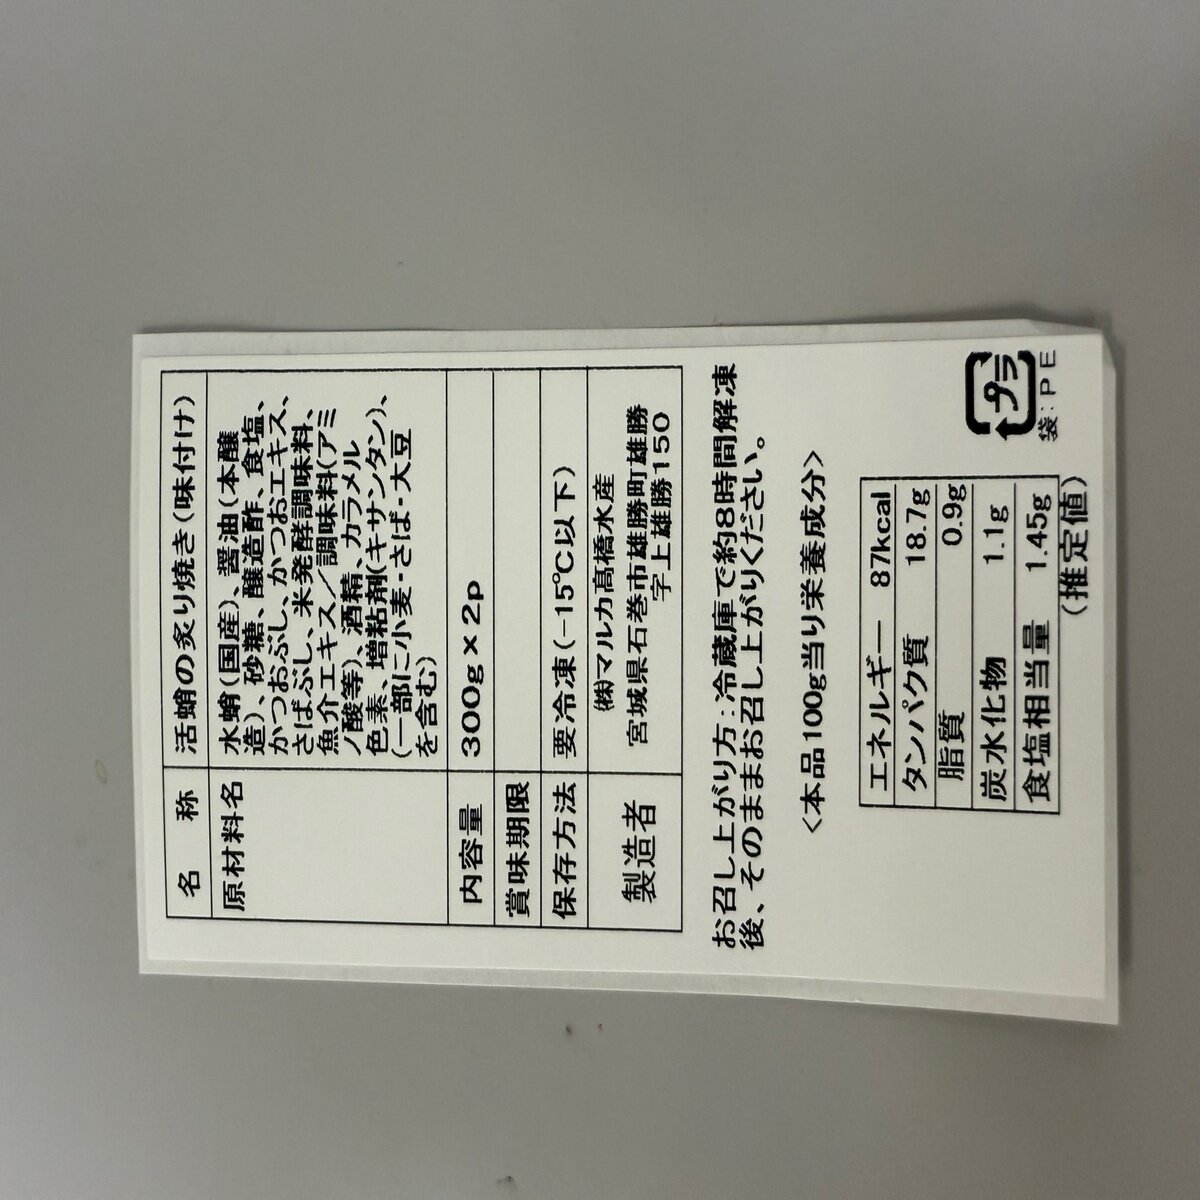 名　称　活蛸の炙り焼き(味付け)
原材料名　水蛸(国産)、醤油(本醸
造)、砂糖、醸造酢、食塩、
かつおぶし、かつおエキス、
さばぶし、米発酵調味料、
魚介エキス／調味料(アミ
ノ酸等)、酒精、カラメル
色素、増粘剤(キサンタン)、
(一部に小麦・さば・大豆
を含む)
内容量　300g×2p
賞味期限
保存方法　要冷凍(-15℃以下)
製造者　㈱マルカ髙橋水産
宮城県石巻市雄勝町雄勝
字上雄勝150
お召し上がり方:冷蔵庫で約8時間解凍
後、そのままお召し上がりください。
<本品100g当り栄養成分>
エネルギー　87kcal
タンパク質　18.7g
脂質　0.9g
炭水化物　1.1g
食塩相当量　1.45g
(推定値)
プラ
袋:PE